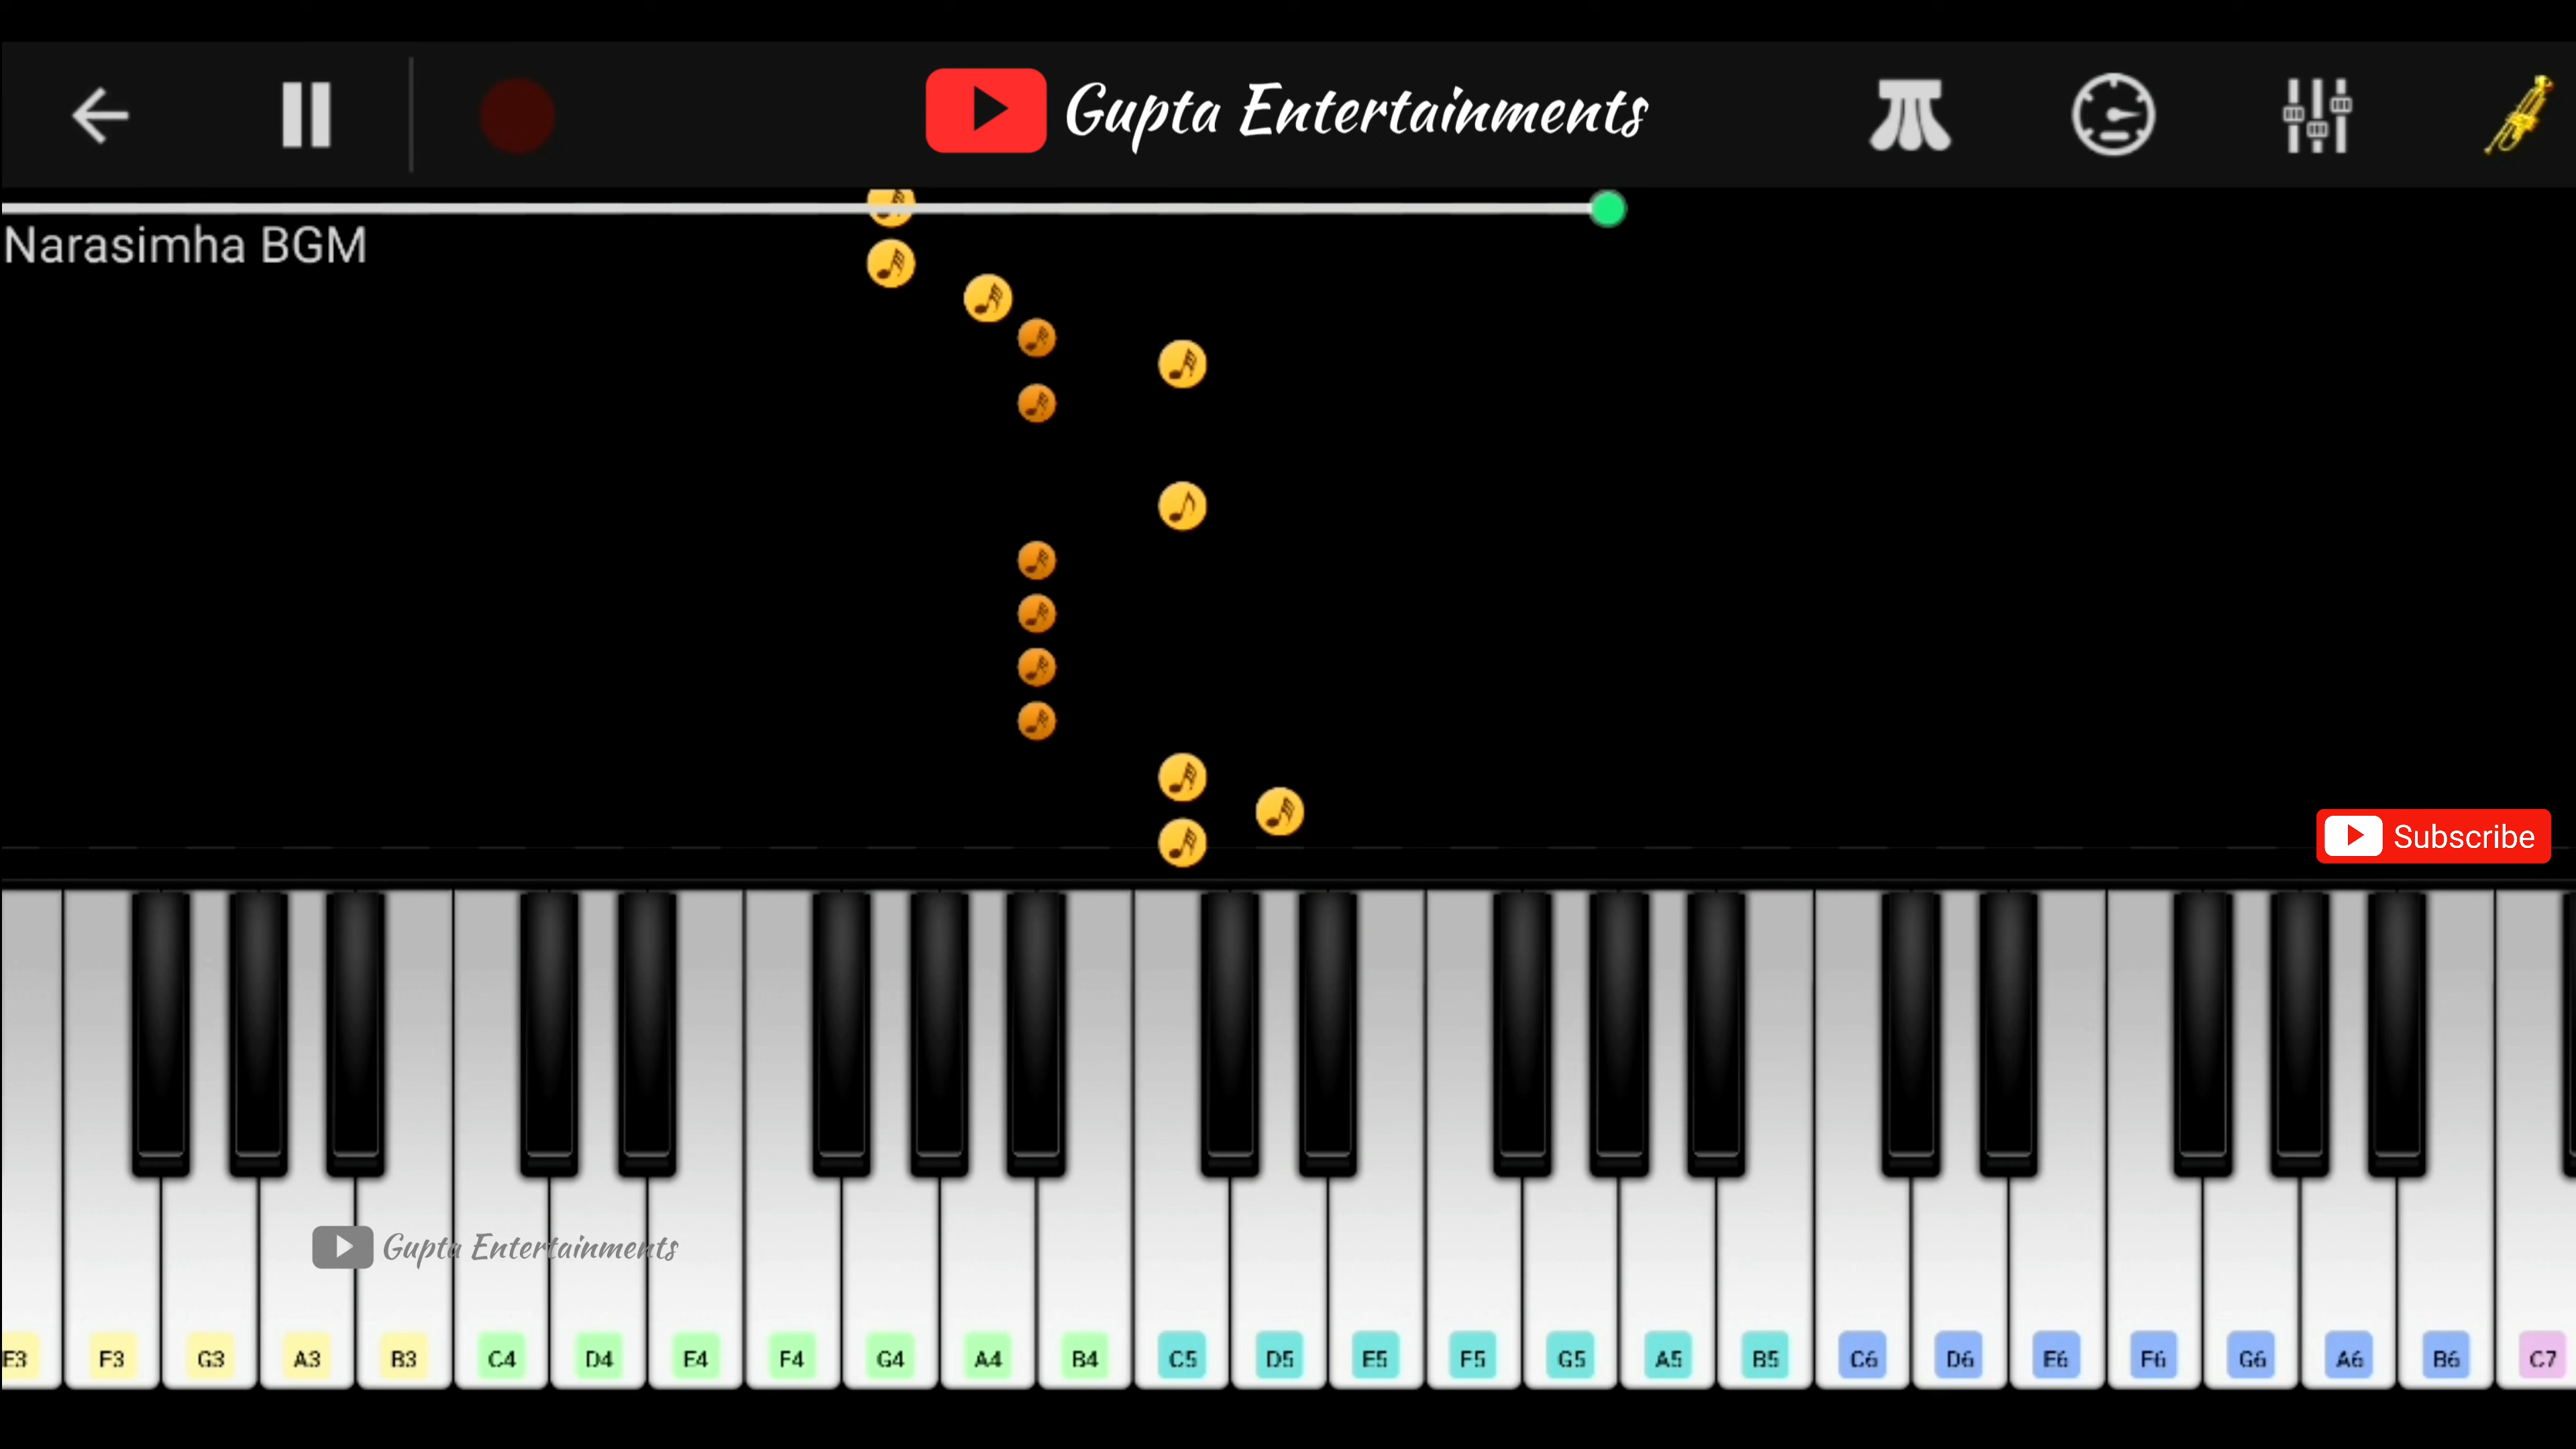 Gupta Entertainments
Narasimha BGM
Subscribe
Gupta Entertainments
E3 F3 G3 A3 B3 C4 D4 E4 F4 G4 A4 B4 C5 D5 E5 F5 G5 A5 B5 C6 D6 E6 F6 G6 A6 B6 C7